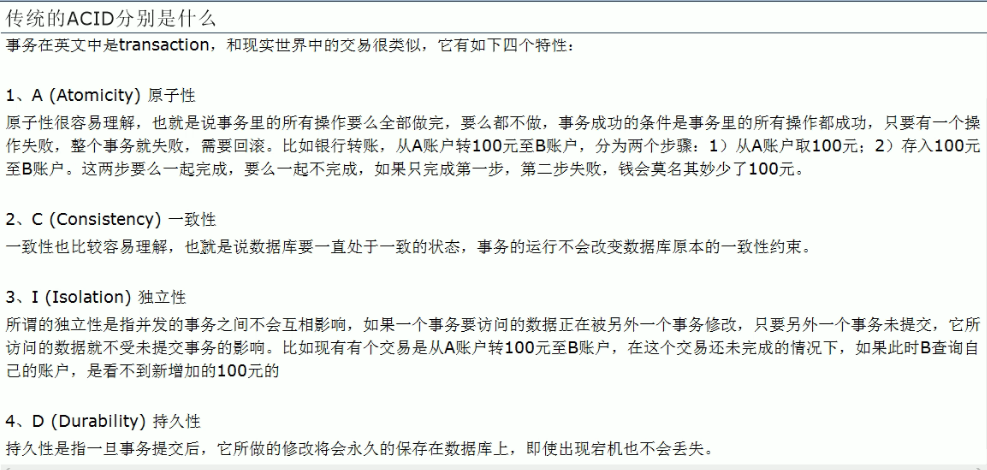 传统的ACID分别是什么
事务在英文中是transaction，和现实世界中的交易很类似，它有如下四个特性：
1、A (Atomicity) 原子性
原子性很容易理解，也就是说事务里的所有操作要么全部做完，要么都不做，事务成功的条件是事务里的所有操作都成功，只要有一个操
作失败，整个事务就失败，需要回滚。比如银行转账，从A账户转100元至B账户，分为两个步骤：1）从A账户取100元；2）存入100元
至B账户。这两步要么一起完成，要么一起不完成，如果只完成第一步，第二步失败，钱会莫名其妙少了100元。
2、C (Consistency) 一致性
一致性也比较容易理解，也就是说数据库要一直处于一致的状态，事务的运行不会改变数据库原本的一致性约束。
3、I (Isolation) 独立性
所谓的独立性是指并发的事务之间不会互相影响，如果一个事务要访问的数据正在被另外一个事务修改，只要另外一个事务未提交，它所
访问的数据就不受未提交事务的影响。比如现有有个交易是从A账户转100元至B账户，在这个交易还未完成的情况下，如果此时B查询自
己的账户，是看不到新增加的100元的
4、D (Durability) 持久性
持久性是指一旦事务提交后，它所做的修改将会永久的保存在数据库上，即使出现宕机也不会丢失。